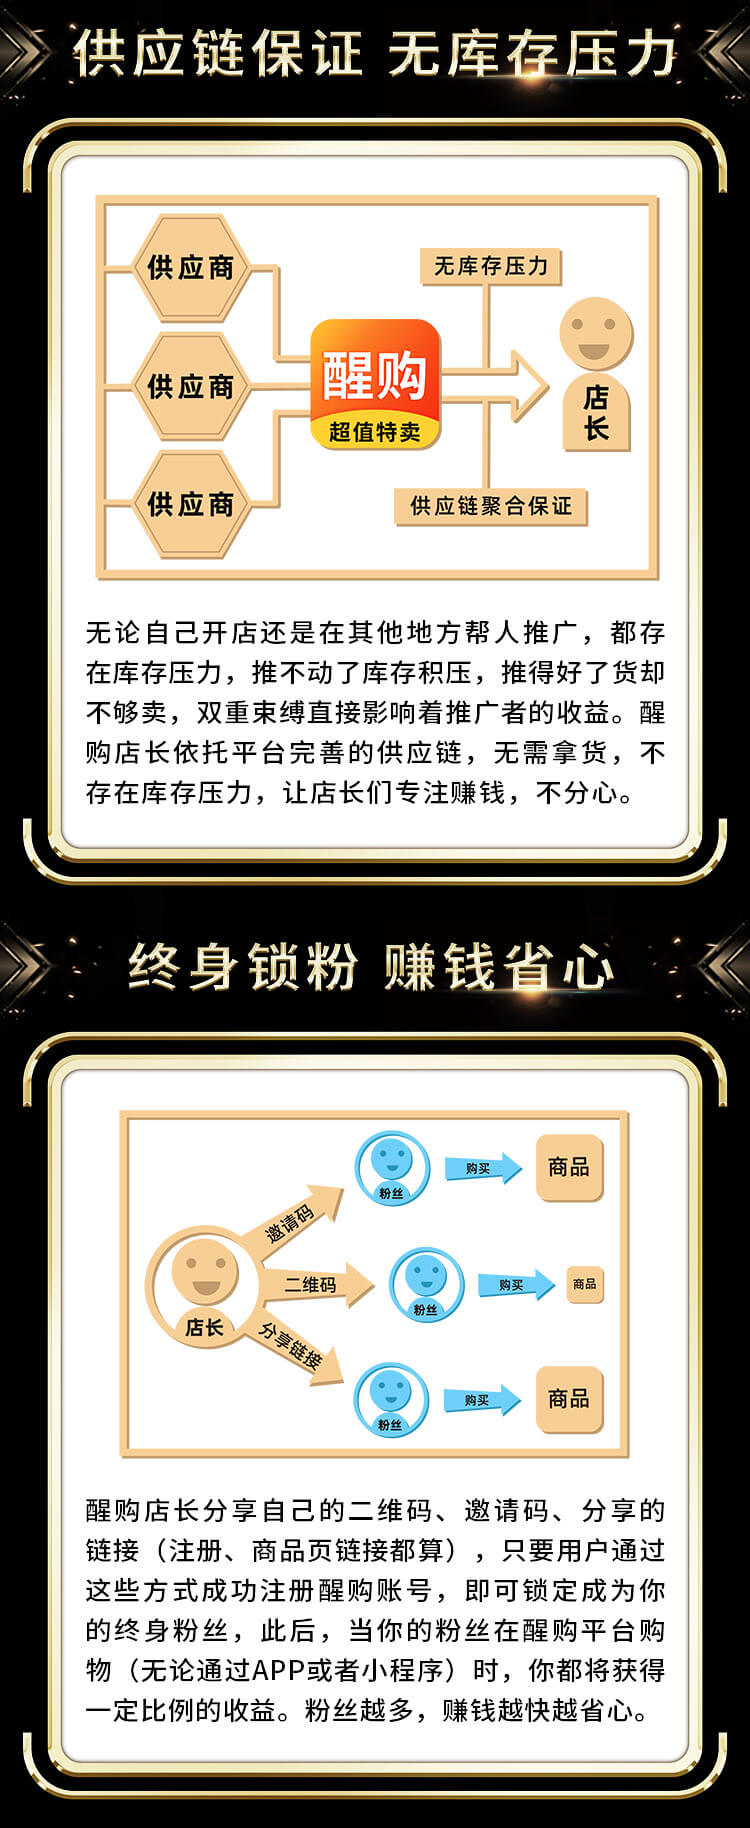 供应链保证 无库存压力
供应商
供应商
供应商
醒购
超值特卖
无库存压力
供应链聚合保证
店长
无论自己开店还是在其他地方帮人推广，都存
在库存压力，推不动了库存积压，推得好了货却
不够卖，双重束缚直接影响着推广者的收益。醒
购店长依托平台完善的供应链，无需拿货，不
存在库存压力，让店长们专注赚钱，不分心。
终身锁粉 赚钱省心
店长
邀请码
二维码
分享链接
粉丝
购买
商品
粉丝
购买
商品
粉丝
购买
商品
醒购店长分享自己的二维码、邀请码、分享的
链接（注册、商品页链接都算），只要用户通过
这些方式成功注册醒购账号，即可锁定成为你
的终身粉丝，此后，当你的粉丝在醒购平台购
物（无论通过APP或者小程序）时，你都将获得
一定比例的收益。粉丝越多，赚钱越快越省心。